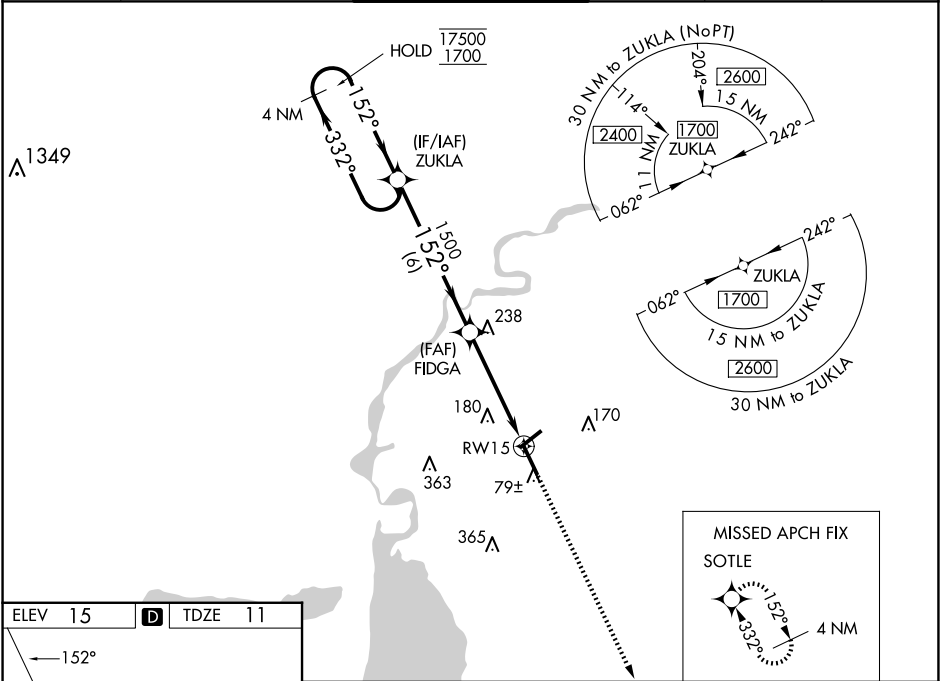 HOLD 17500
1700
4 NM
152°
332°
(IF/IAF)
ZUKLA
1349
1500
152°
(6)
(FAF)
FIDGA
238
180
170
RW15
363
79±
365
30 NM to ZUKLA (NoPT)
204°
2600
15 NM
114°
2400
1700
ZUKLA
11 NM
242°
062°
242°
ZUKLA
062°
1700
15 NM to ZUKLA
2600
30 NM to ZUKLA
MISSED APCH FIX
SOTLE
152°
332°
4 NM
ELEV 15 D TDZE 11
152°